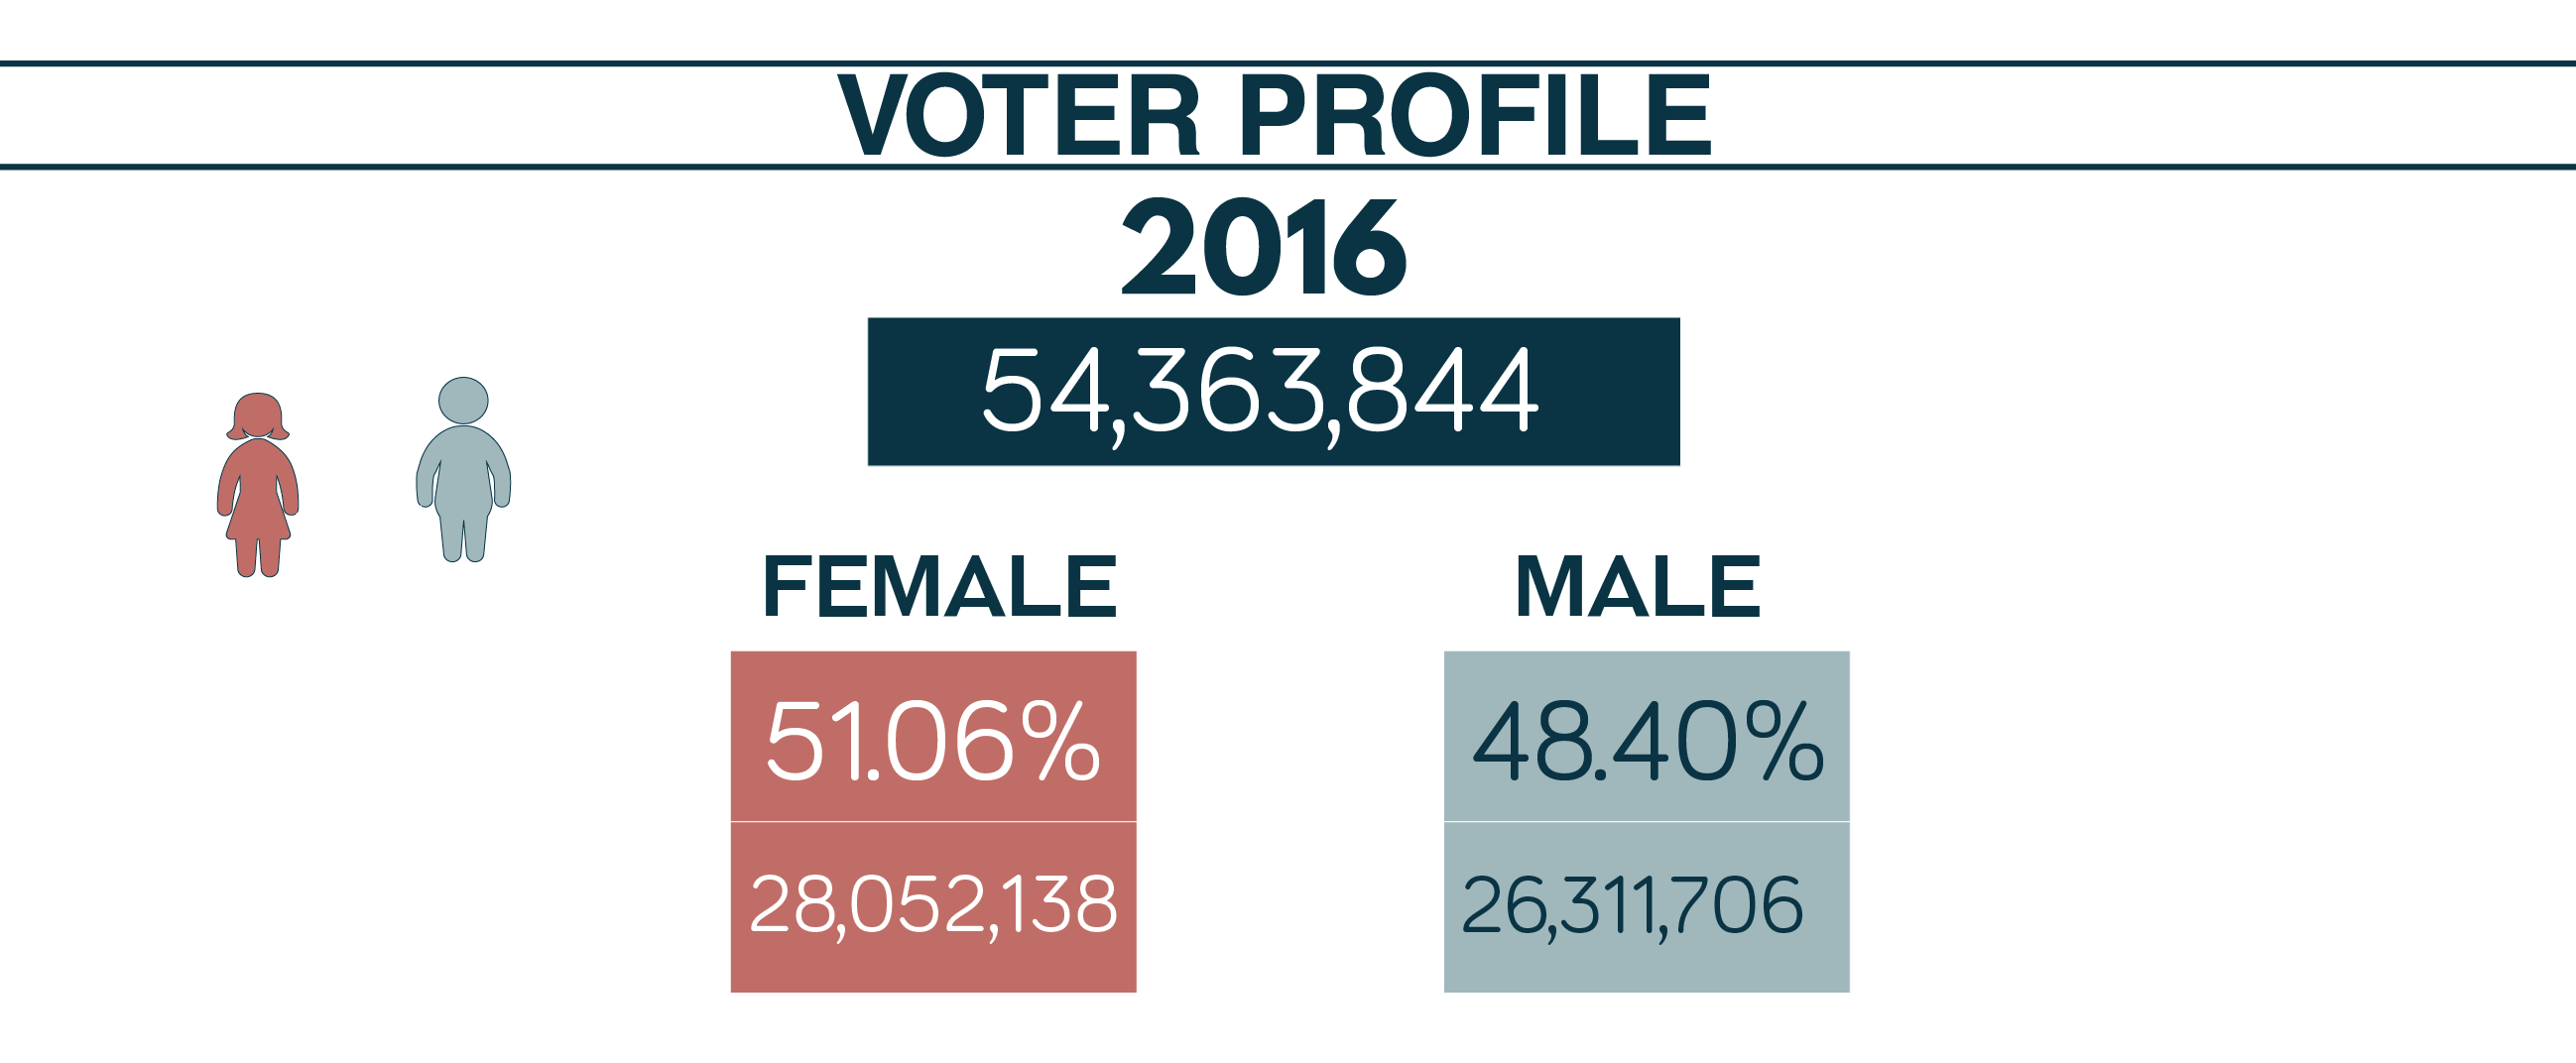 VOTER PROFILE
2016
54,363,844
FEMALE
MALE
51.06%
48.40%
28,052,138
26,311,706